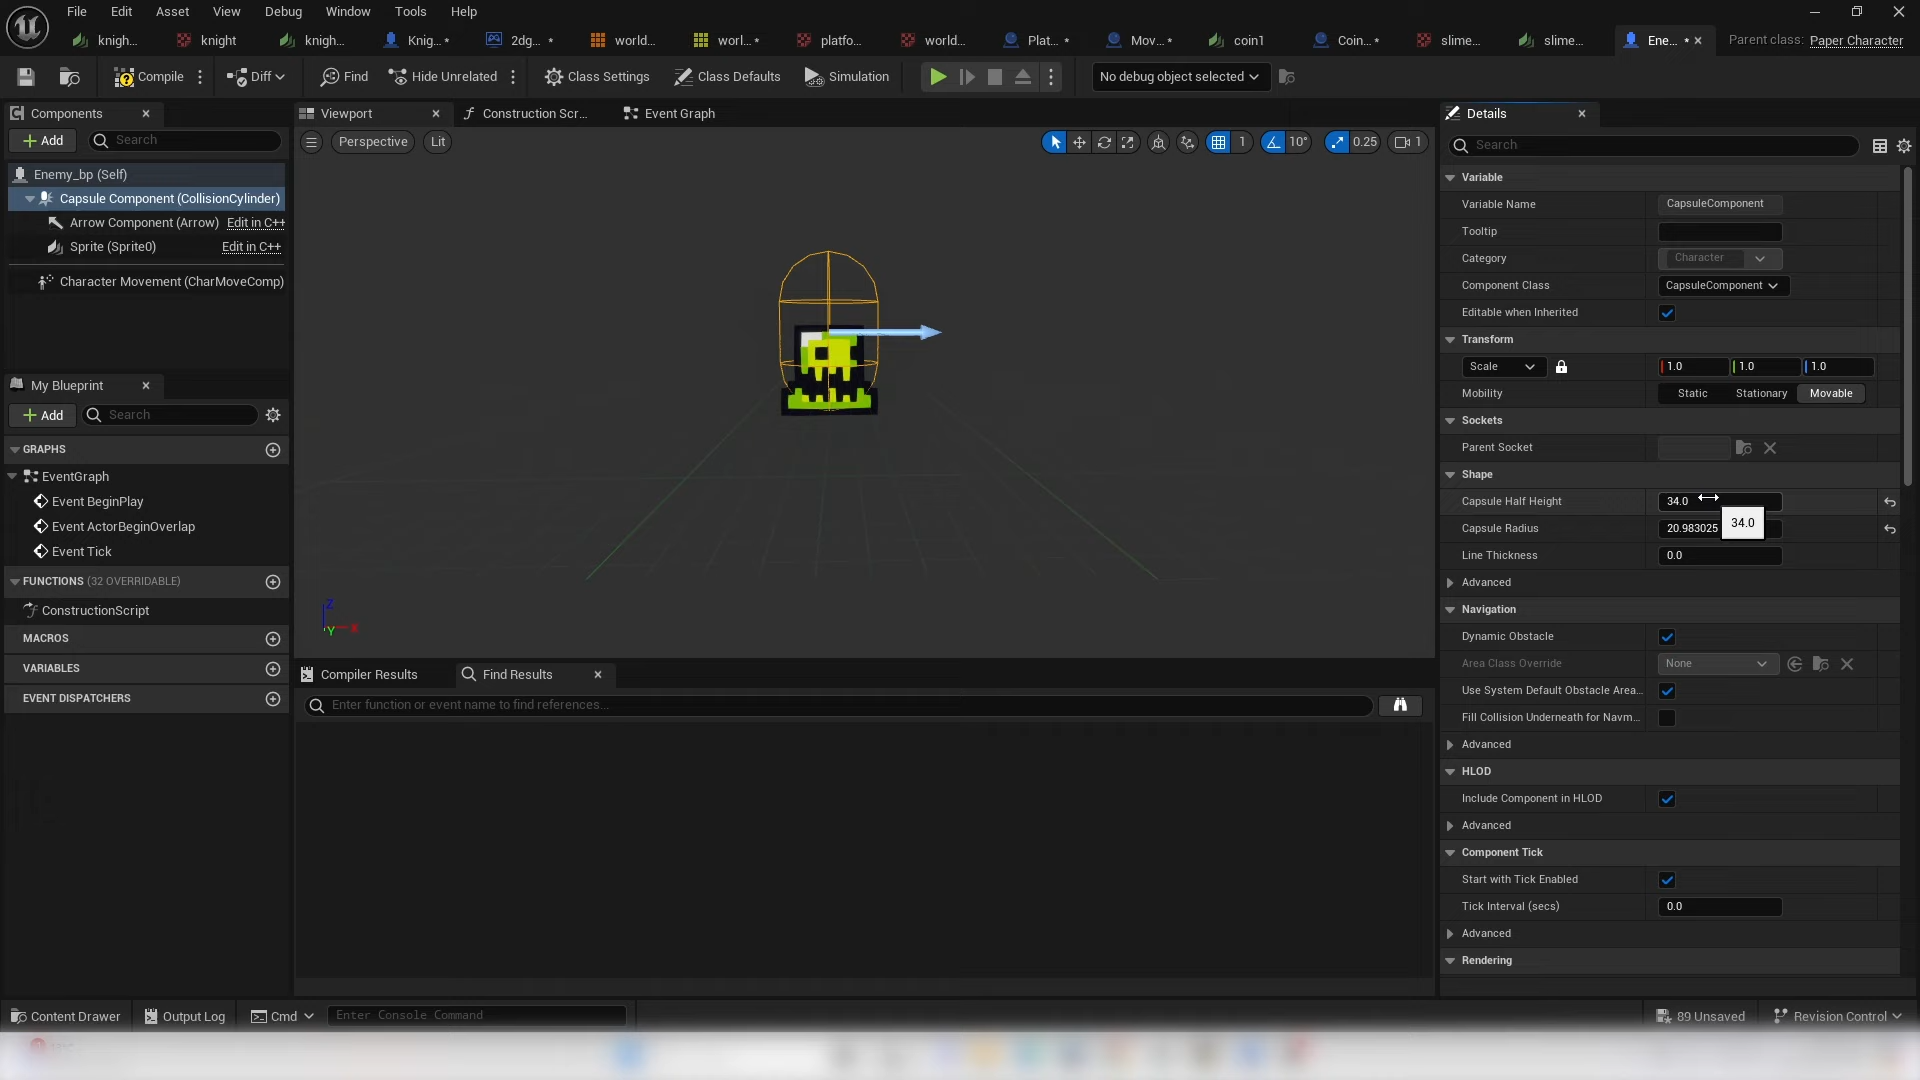 File Edit Asset View Debug Window Tools Help
knigh... knight knigh... Knig... * 2dg... * world... worl... * platfo... world... Plat... * Mov... * coin1 Coin... * slime... slime... Ene... * Parent class: Paper Character
Compile Diff Find Hide Unrelated Class Settings Class Defaults Simulation No debug object selected
Components
Add Search
Enemy_bp (Self)
Capsule Component (CollisionCylinder)
Arrow Component (Arrow) Edit in C++
Sprite (Sprite0) Edit in C++
Character Movement (CharMoveComp)
My Blueprint
Add Search
GRAPHS
EventGraph
Event BeginPlay
Event ActorBeginOverlap
Event Tick
FUNCTIONS (32 OVERRIDABLE)
ConstructionScript
MACROS
VARIABLES
EVENT DISPATCHERS
Viewport Construction Scr... Event Graph
Perspective Lit 1 10° 0.25 1
Z
Y X
Compiler Results Find Results
Enter function or event name to find references...
Details
Search
Variable
Variable Name CapsuleComponent
Tooltip
Category Character
Component Class CapsuleComponent
Editable when Inherited
Transform
Scale 1.0 1.0 1.0
Mobility Static Stationary Movable
Sockets
Parent Socket
Shape
Capsule Half Height 34.0
Capsule Radius 20.983025 34.0
Line Thickness 0.0
Advanced
Navigation
Dynamic Obstacle
Area Class Override None
Use System Default Obstacle Area...
Fill Collision Underneath for Navm...
Advanced
HLOD
Include Component in HLOD
Advanced
Component Tick
Start with Tick Enabled
Tick Interval (secs) 0.0
Advanced
Rendering
Content Drawer Output Log Cmd Enter Console Command 89 Unsaved Revision Control